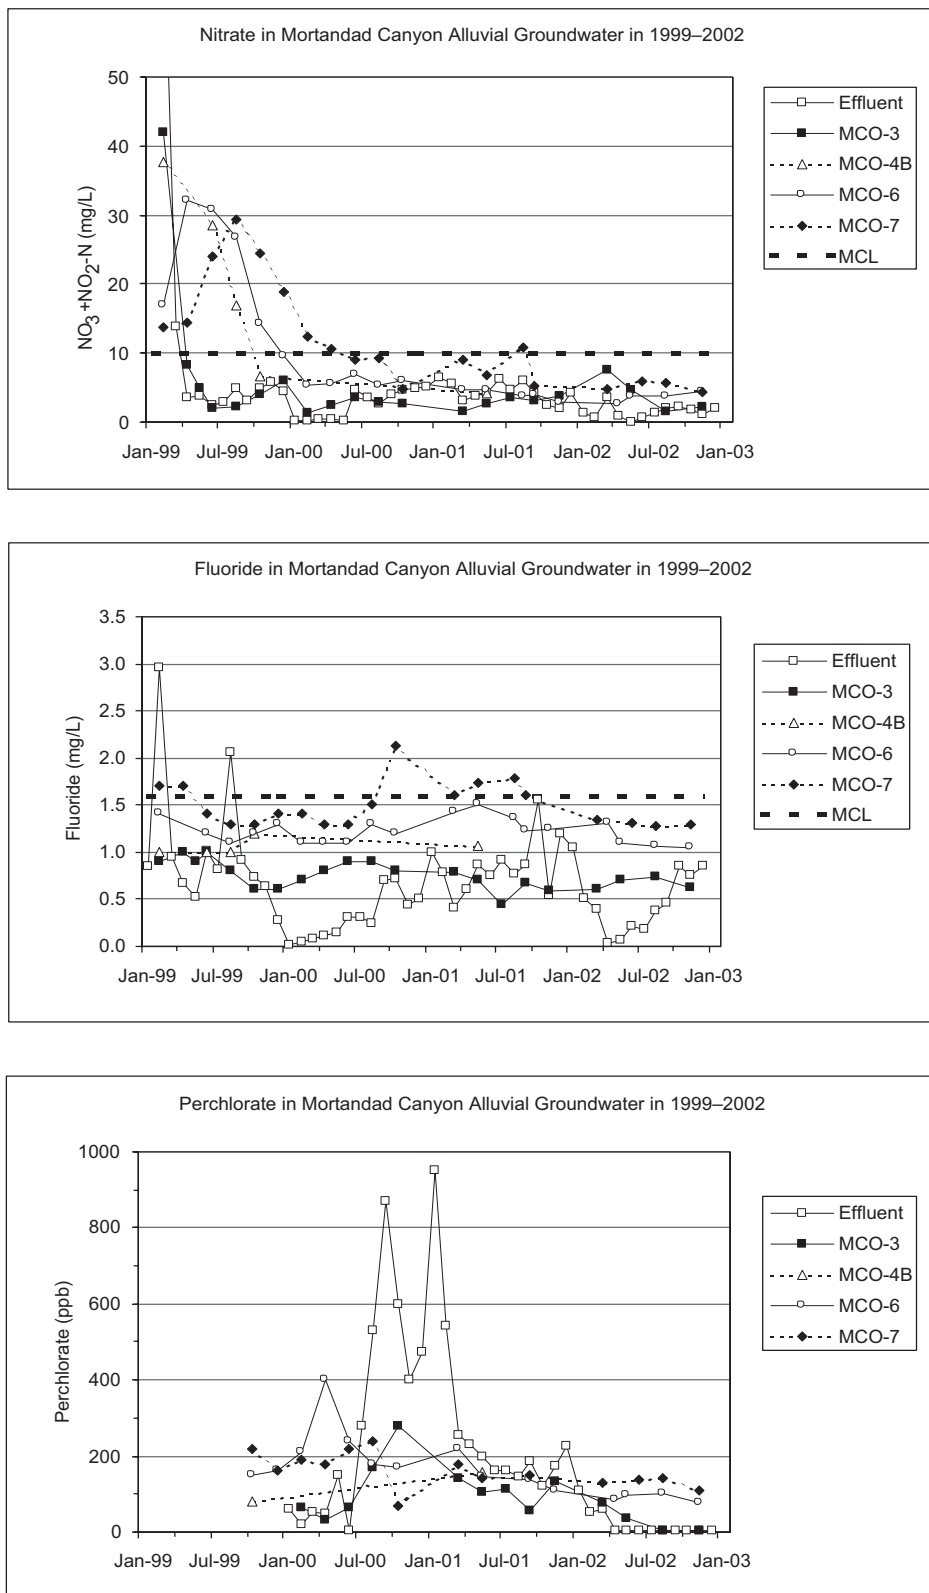 Nitrate in Mortandad Canyon Alluvial Groundwater in 1999–2002
50
40
30
20
10
0
NO3+NO2-N (mg/L)
Jan-99 Jul-99 Jan-00 Jul-00 Jan-01 Jul-01 Jan-02 Jul-02 Jan-03
Effluent
MCO-3
MCO-4B
MCO-6
MCO-7
MCL
Fluoride in Mortandad Canyon Alluvial Groundwater in 1999–2002
3.5
3.0
2.5
2.0
1.5
1.0
0.5
0.0
Fluoride (mg/L)
Jan-99 Jul-99 Jan-00 Jul-00 Jan-01 Jul-01 Jan-02 Jul-02 Jan-03
Effluent
MCO-3
MCO-4B
MCO-6
MCO-7
MCL
Perchlorate in Mortandad Canyon Alluvial Groundwater in 1999–2002
1000
800
600
400
200
0
Perchlorate (ppb)
Jan-99 Jul-99 Jan-00 Jul-00 Jan-01 Jul-01 Jan-02 Jul-02 Jan-03
Effluent
MCO-3
MCO-4B
MCO-6
MCO-7